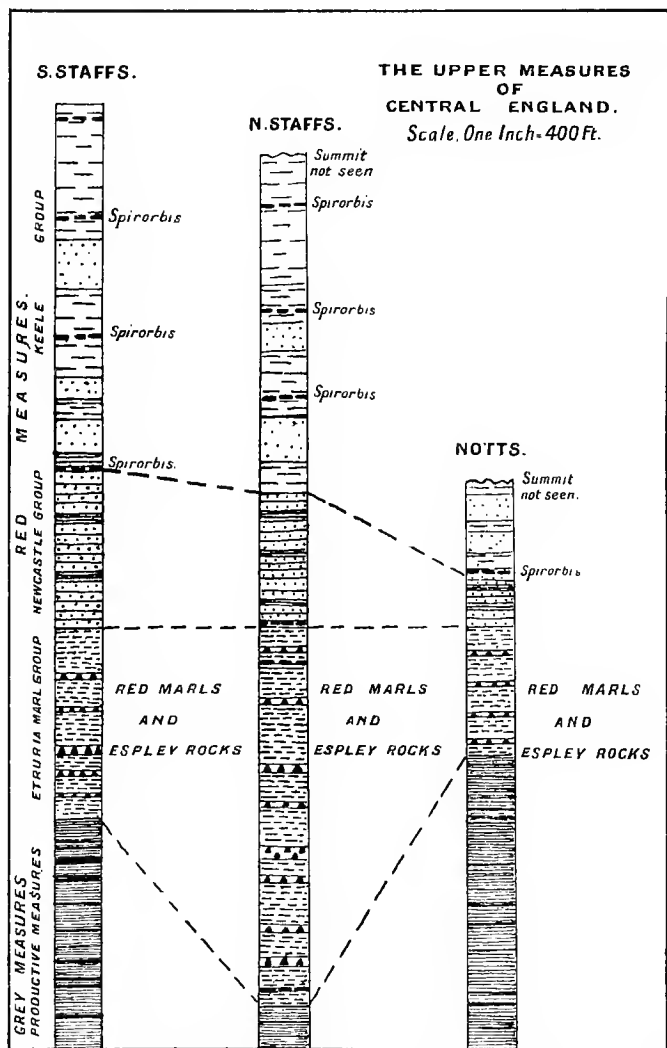 S.STAFFS.
THE UPPER MEASURES
OF
CENTRAL ENGLAND.
Scale, One Inch=400 Ft.
N.STAFFS.
Summit
not seen
Spirorbis
Spirorbis
Spirorbis
Spirorbis
Spirorbis
Spirorbis.
NOTTS.
Summit
not seen.
Spirorbis
RED MEASURES.
KEELE GROUP
NEWCASTLE GROUP
ETRURIA MARL GROUP
RED MARLS
AND
ESPLEY ROCKS
RED MARLS
AND
ESPLEY ROCKS
RED MARLS
AND
ESPLEY ROCKS
GREY MEASURES
PRODUCTIVE MEASURES